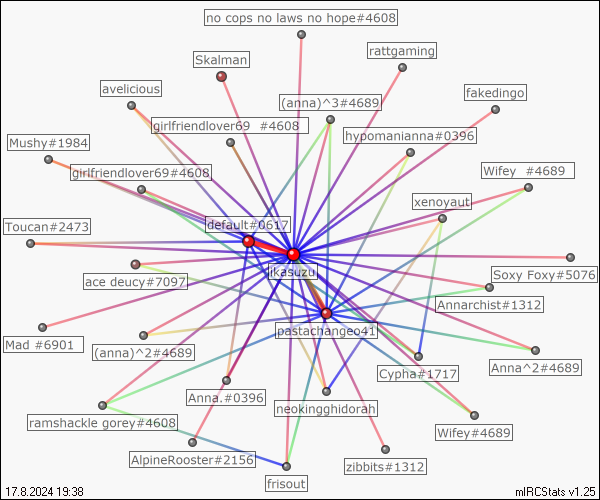 no cops no laws no hope#4608
rattgaming
Skalman
avelicious
fakedingo
(anna)^3#4689
girlfriendlover69 #4608
hypomanianna#0396
Mushy#1984
girlfriendlover69#4608
Wifey #4689
xenoyaut
default#0617
Toucan#2473
ikasuzu
Soxy Foxy#5076
ace deucy#7097
Annarchist#1312
pastachangeo41
Mad #6901
(anna)^2#4689
Anna^2#4689
Cypha#1717
Anna.#0396
neokingghidorah
ramshackle gorey#4608
Wifey#4689
AlpineRooster#2156
zibbits#1312
frisout
17.8.2024 19:38
mIRCStats v1.25